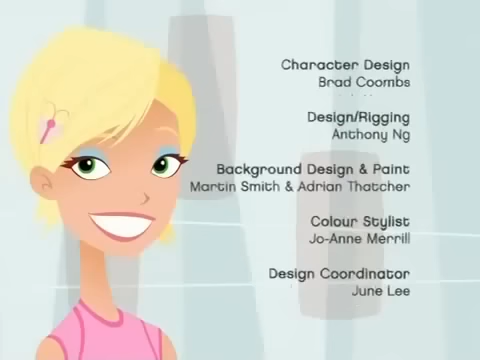 Character Design
Brad Coombs
Design/Rigging
Anthony Ng
Background Design & Paint
Martin Smith & Adrian Thatcher
Colour Stylist
Jo-Anne Merrill
Design Coordinator
June Lee